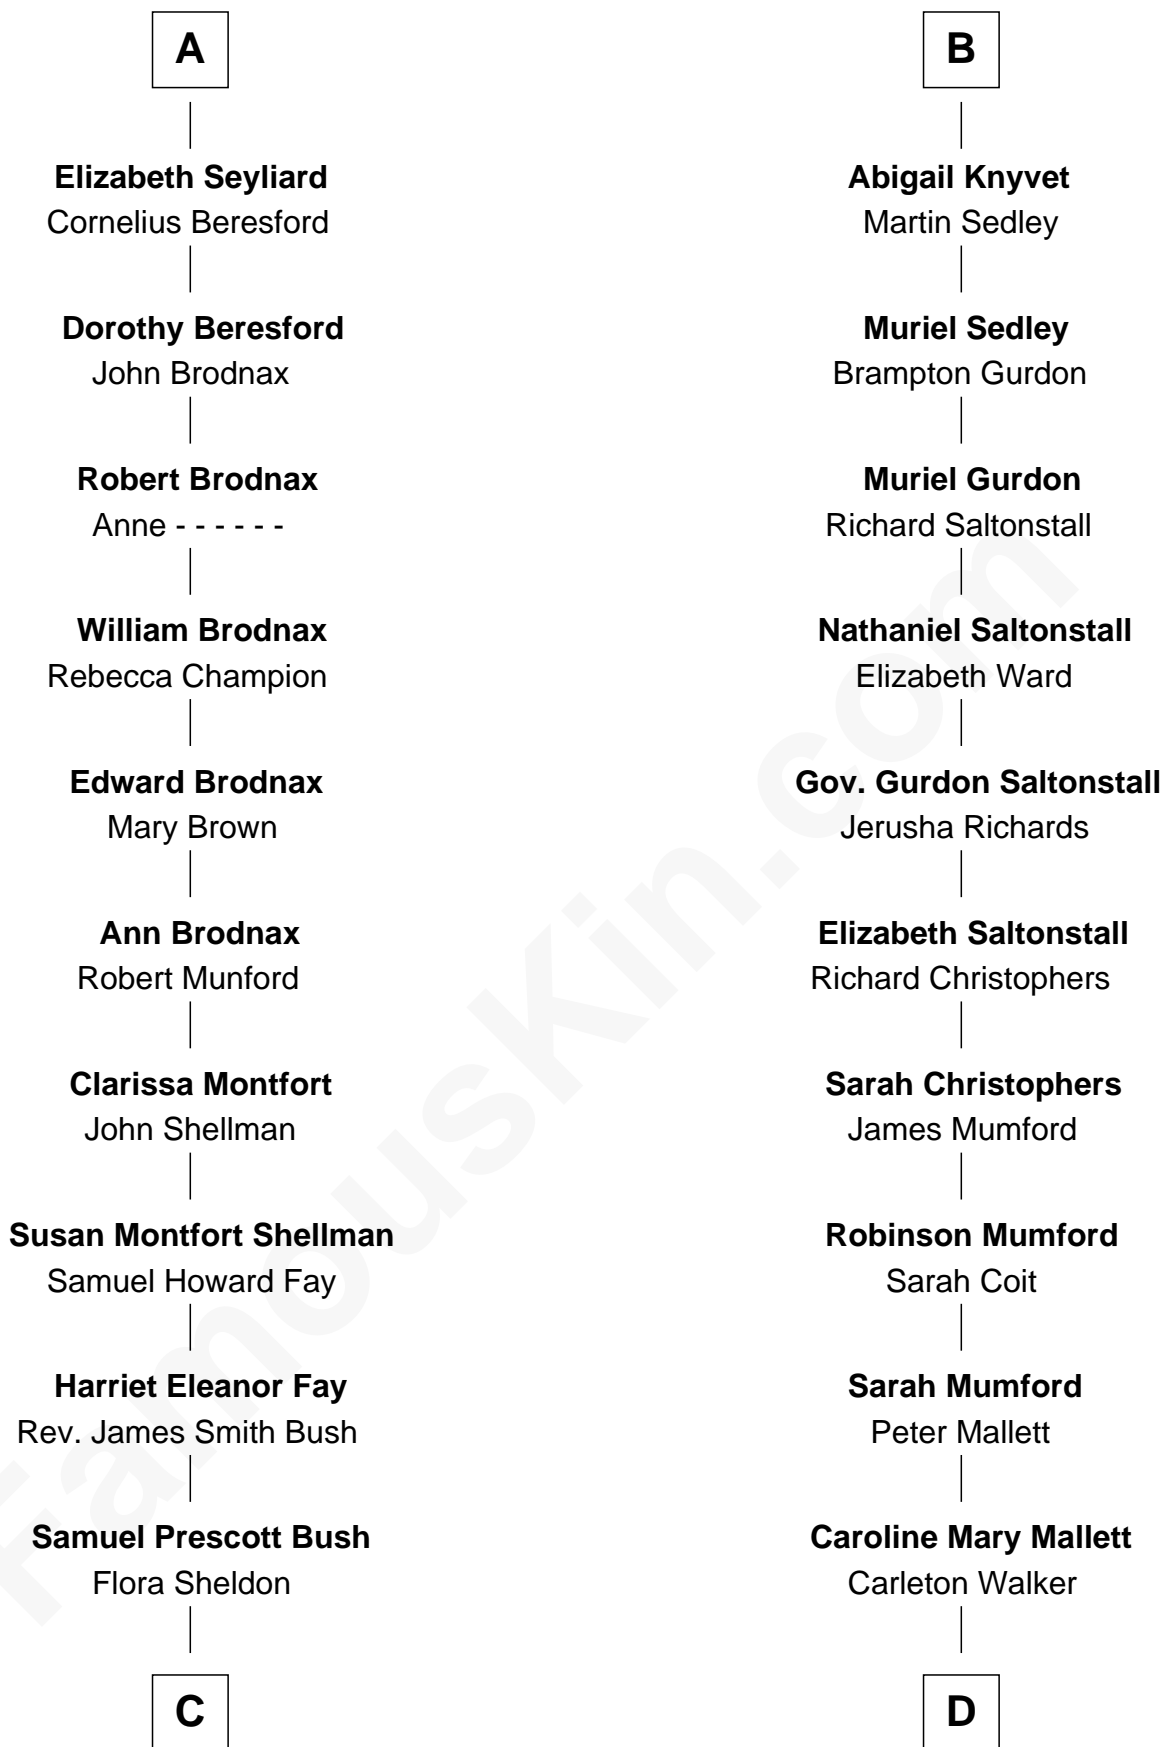 A
Elizabeth Seyliard
Cornelius Beresford
Dorothy Beresford
John Brodnax
Robert Brodnax
Anne - - - - - -
William Brodnax
Rebecca Champion
Edward Brodnax
Mary Brown
Ann Brodnax
Robert Munford
Clarissa Montfort
John Shellman
Susan Montfort Shellman
Samuel Howard Fay
Harriet Eleanor Fay
Rev. James Smith Bush
Samuel Prescott Bush
Flora Sheldon
C
B
Abigail Knyvet
Martin Sedley
Muriel Sedley
Brampton Gurdon
Muriel Gurdon
Richard Saltonstall
Nathaniel Saltonstall
Elizabeth Ward
Gov. Gurdon Saltonstall
Jerusha Richards
Elizabeth Saltonstall
Richard Christophers
Sarah Christophers
James Mumford
Robinson Mumford
Sarah Coit
Sarah Mumford
Peter Mallett
Caroline Mary Mallett
Carleton Walker
D
FamousKin.com